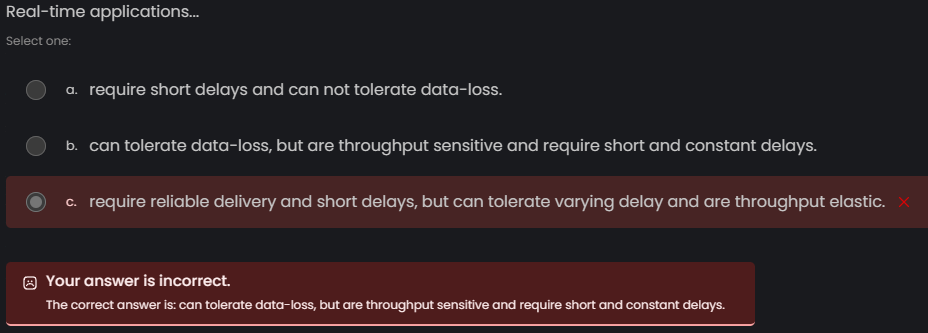 Real-time applications...
Select one:
a. require short delays and can not tolerate data-loss.
b. can tolerate data-loss, but are throughput sensitive and require short and constant delays.
c. require reliable delivery and short delays, but can tolerate varying delay and are throughput elastic.
Your answer is incorrect.
The correct answer is: can tolerate data-loss, but are throughput sensitive and require short and constant delays.